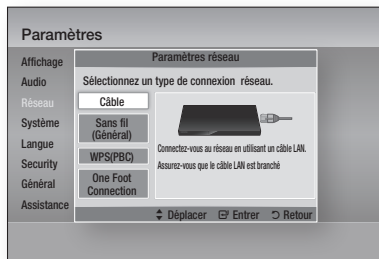 Paramètres
Affichage
Audio
Réseau
Système
Langue
Security
Général
Assistance
Paramètres réseau
Sélectionnez un type de connexion réseau.
Câble
Sans fil
(Général)
WPS(PBC)
One Foot
Connection
Connectez-vous au réseau en utilisant un câble LAN.
Assurez-vous que le câble LAN est branché
Déplacer Entrer Retour